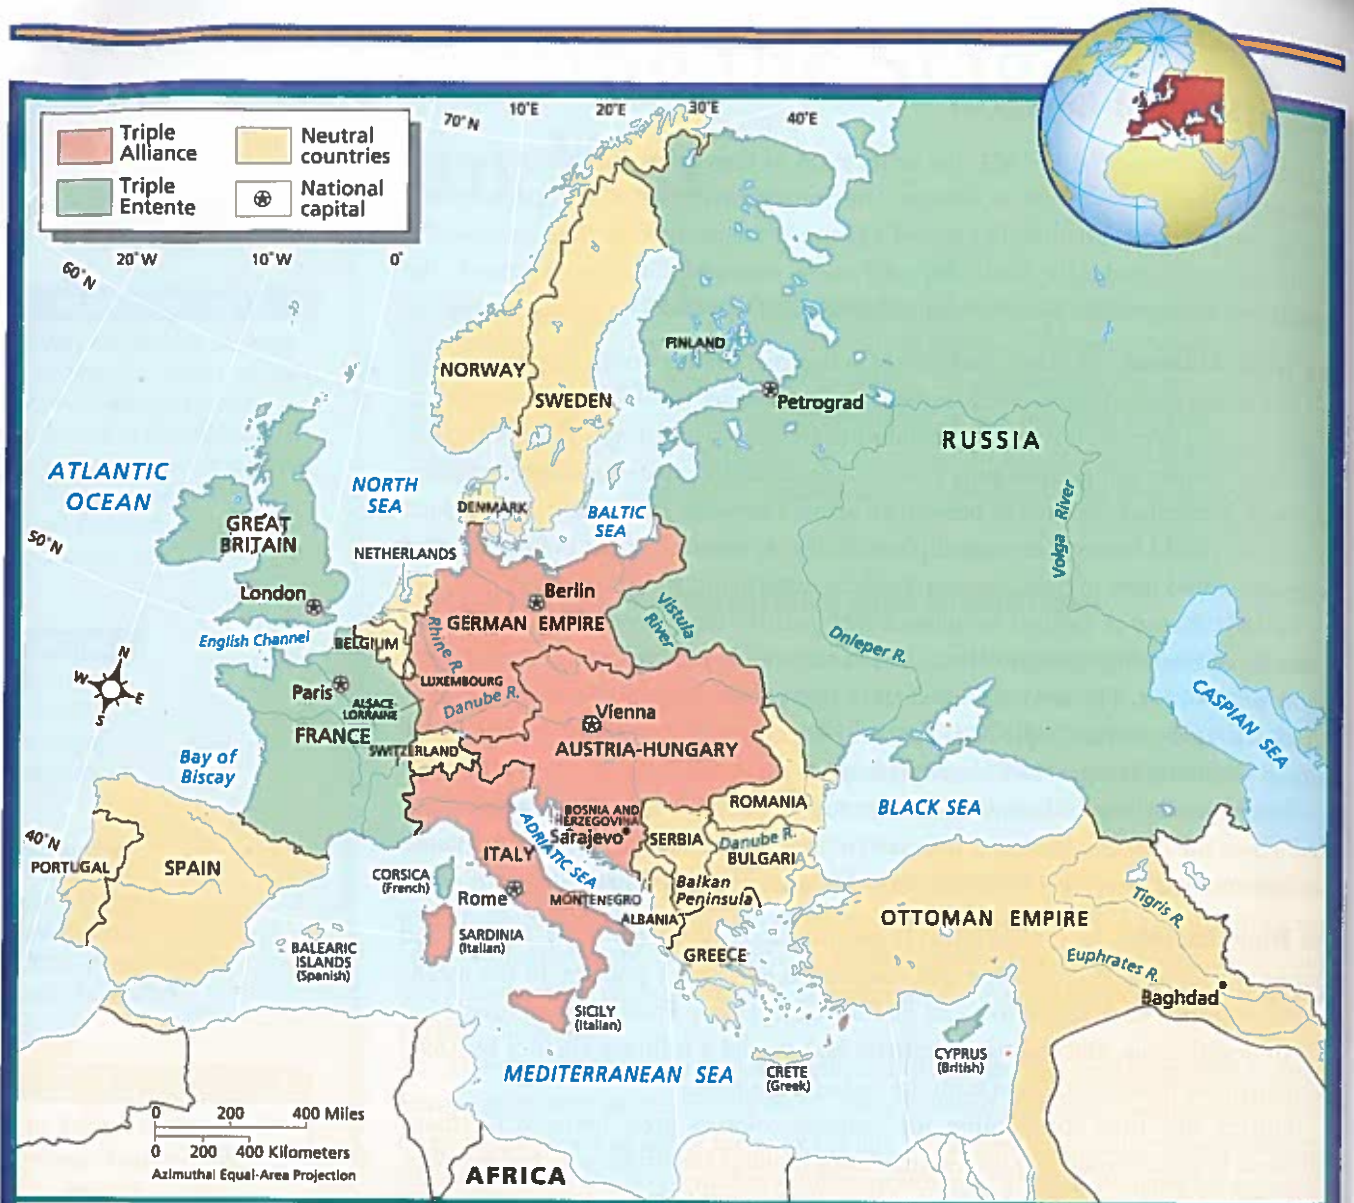 Triple
Alliance
Neutral
countries
Triple
Entente
National
capital
70°N
10°E
20°E
30°E
40°E
60°N
20°W
10°W
0°
FINLAND
NORWAY
SWEDEN
Petrograd
RUSSIA
ATLANTIC
OCEAN
NORTH
SEA
DENMARK
BALTIC
SEA
Volga River
50°N
GREAT
BRITAIN
NETHERLANDS
London
Berlin
GERMAN EMPIRE
Vistula
River
English Channel
BELGIUM
Rhine R.
Dnieper R.
N
W
E
S
LUXEMBOURG
Paris
ALSACE
LORRAINE
Danube R.
Vienna
FRANCE
SWITZERLAND
AUSTRIA-HUNGARY
CASPIAN SEA
Bay of
Biscay
ROMANIA
BLACK SEA
BOSNIA AND
HERZEGOVINA
Sarajevo
ADRIATIC SEA
SERBIA
Danube R.
BULGARIA
40°N
PORTUGAL
SPAIN
ITALY
CORSICA
(French)
Rome
MONTENEGRO
Balkan
Peninsula
ALBANIA
OTTOMAN EMPIRE
Tigris R.
SARDINIA
(Italian)
BALEARIC
ISLANDS
(Spanish)
GREECE
Euphrates R.
Baghdad
SICILY
(Italian)
CYPRUS
(British)
MEDITERRANEAN SEA
CRETE
(Greek)
0 200 400 Miles
0 200 400 Kilometers
Azimuthal Equal-Area Projection
AFRICA